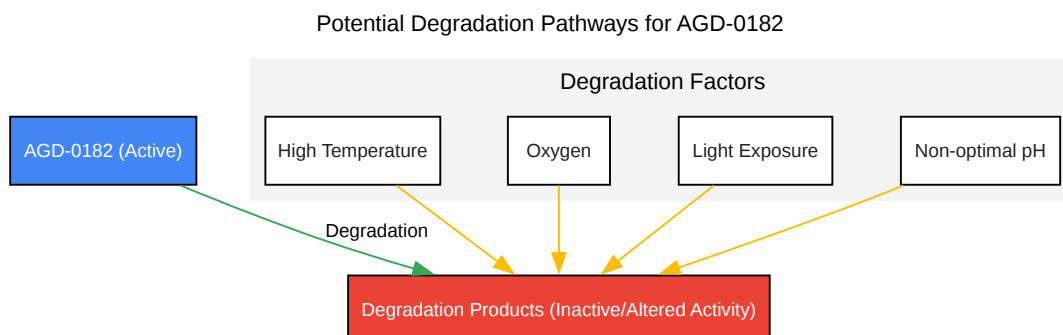 Potential Degradation Pathways for AGD-0182
Degradation Factors
AGD-0182 (Active)
High Temperature
Oxygen
Light Exposure
Non-optimal pH
Degradation
Degradation Products (Inactive/Altered Activity)